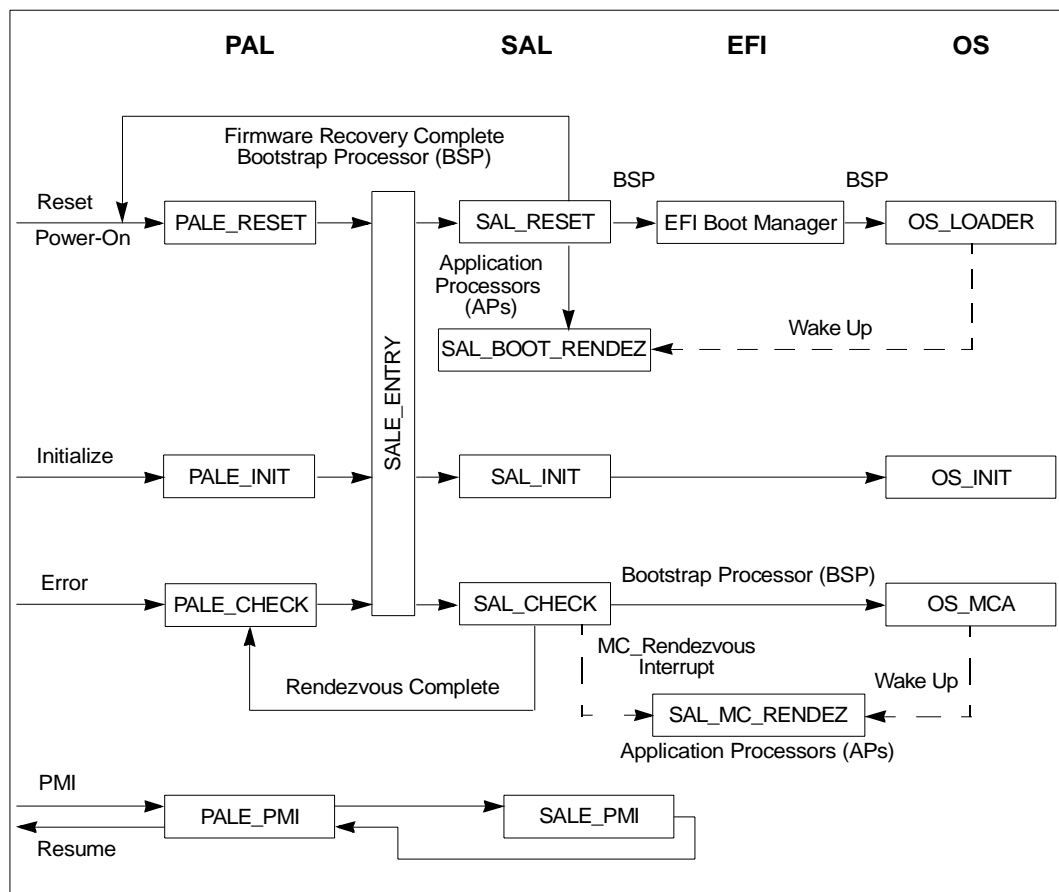 PAL SAL EFI OS
Firmware Recovery Complete
Bootstrap Processor (BSP)
BSP BSP
Reset
Power-On
PALE_RESET SAL_RESET EFI Boot Manager OS_LOADER
Application
Processors
(APs)
SAL_BOOT_RENDEZ
Wake Up
SALE_ENTRY
Initialize
PALE_INIT SAL_INIT OS_INIT
Error
Bootstrap Processor (BSP)
PALE_CHECK SAL_CHECK OS_MCA
MC_Rendezvous
Interrupt
Rendezvous Complete
Wake Up
SAL_MC_RENDEZ
Application Processors (APs)
PMI
PALE_PMI SALE_PMI
Resume